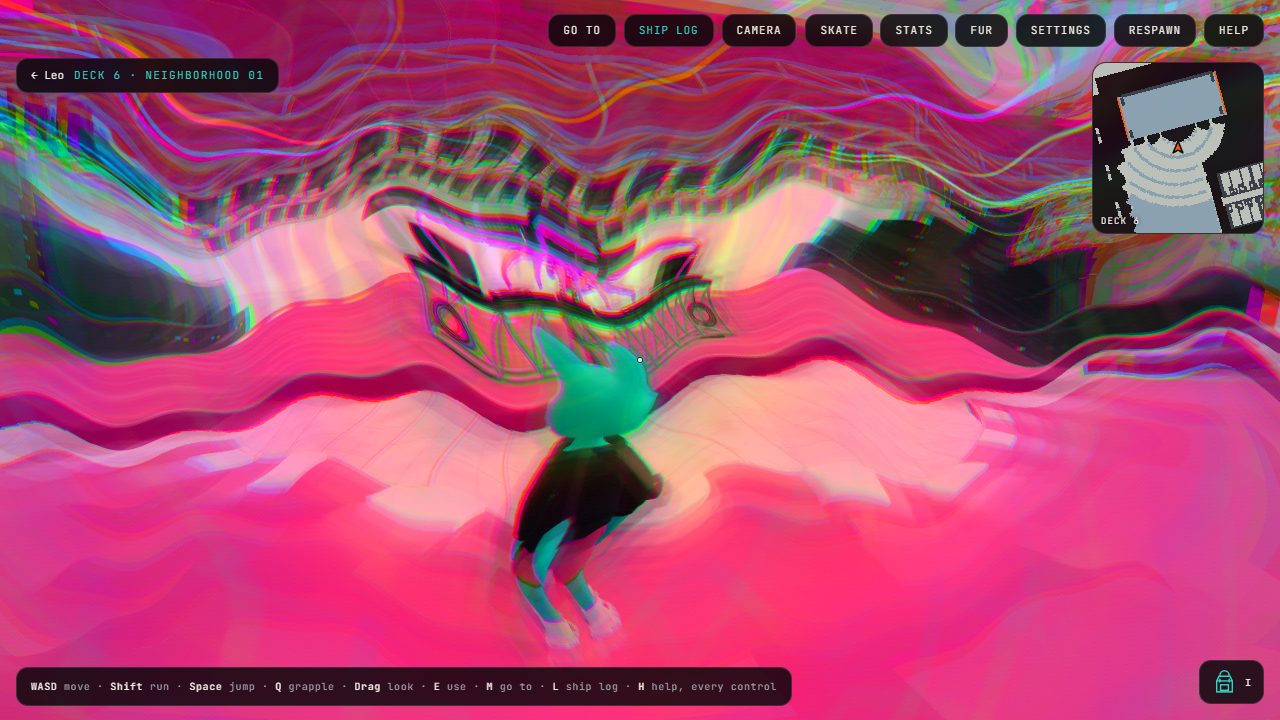 GO TO
SHIP LOG
CAMERA
SKATE
STATS
FUR
SETTINGS
RESPAWN
HELP
← Leo DECK 6 · NEIGHBORHOOD 01
DECK 6
WASD move · Shift run · Space jump · Q grapple · Drag look · E use · M go to · L ship log · H help, every control
I